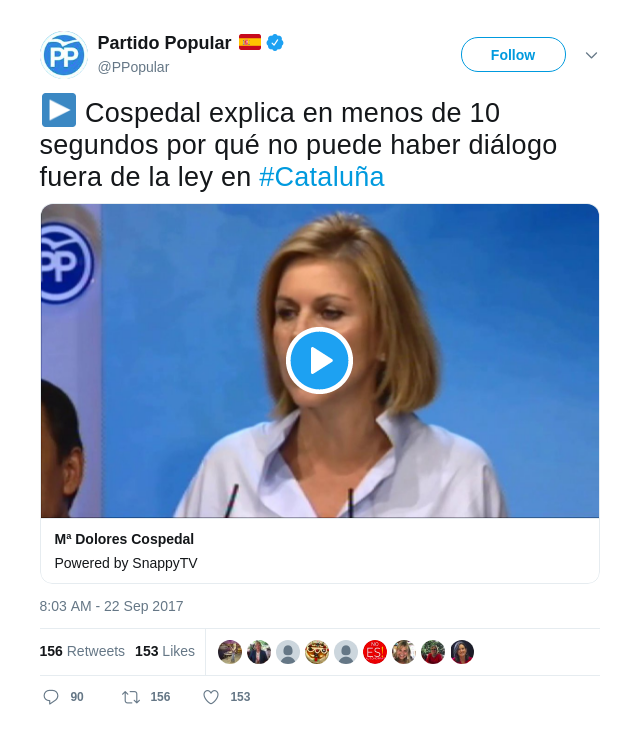 Partido Popular
@PPopular
Follow
Cospedal explica en menos de 10
segundos por qué no puede haber diálogo
fuera de la ley en #Cataluña
PP
PP
Mª Dolores Cospedal
Powered by SnappyTV
8:03 AM - 22 Sep 2017
156 Retweets 153 Likes
NO
ES!
90 156 153